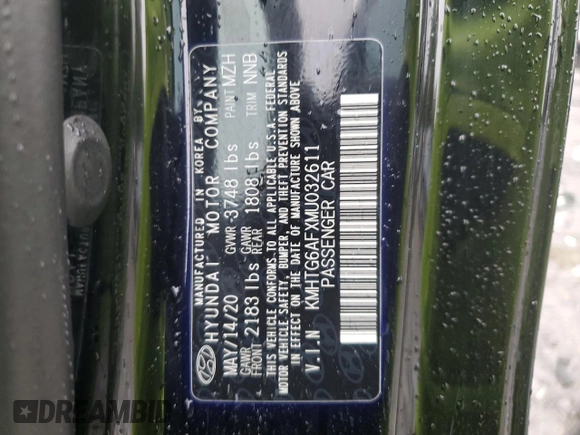 MANUFACTURED IN KOREA BY:
HYUNDAI MOTOR COMPANY
MAY/14/20 GVWR 3748 lbs PAINT MZH
GAWR FRONT 2183 lbs GAWR REAR 1808 lbs TRIM NNB
THIS VEHICLE CONFORMS TO ALL APPLICABLE U.S.A. FEDERAL
MOTOR VEHICLE SAFETY, BUMPER, AND THEFT PREVENTION STANDARDS
IN EFFECT ON THE DATE OF MANUFACTURE SHOWN ABOVE
V.I.N KMHTG6AFXMU032611
PASSENGER CAR
DREAMBID